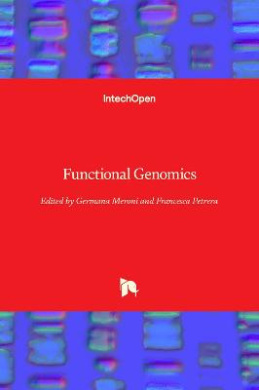 IntechOpen
Functional Genomics
Edited by Germana Meroni and Francesca Petrera